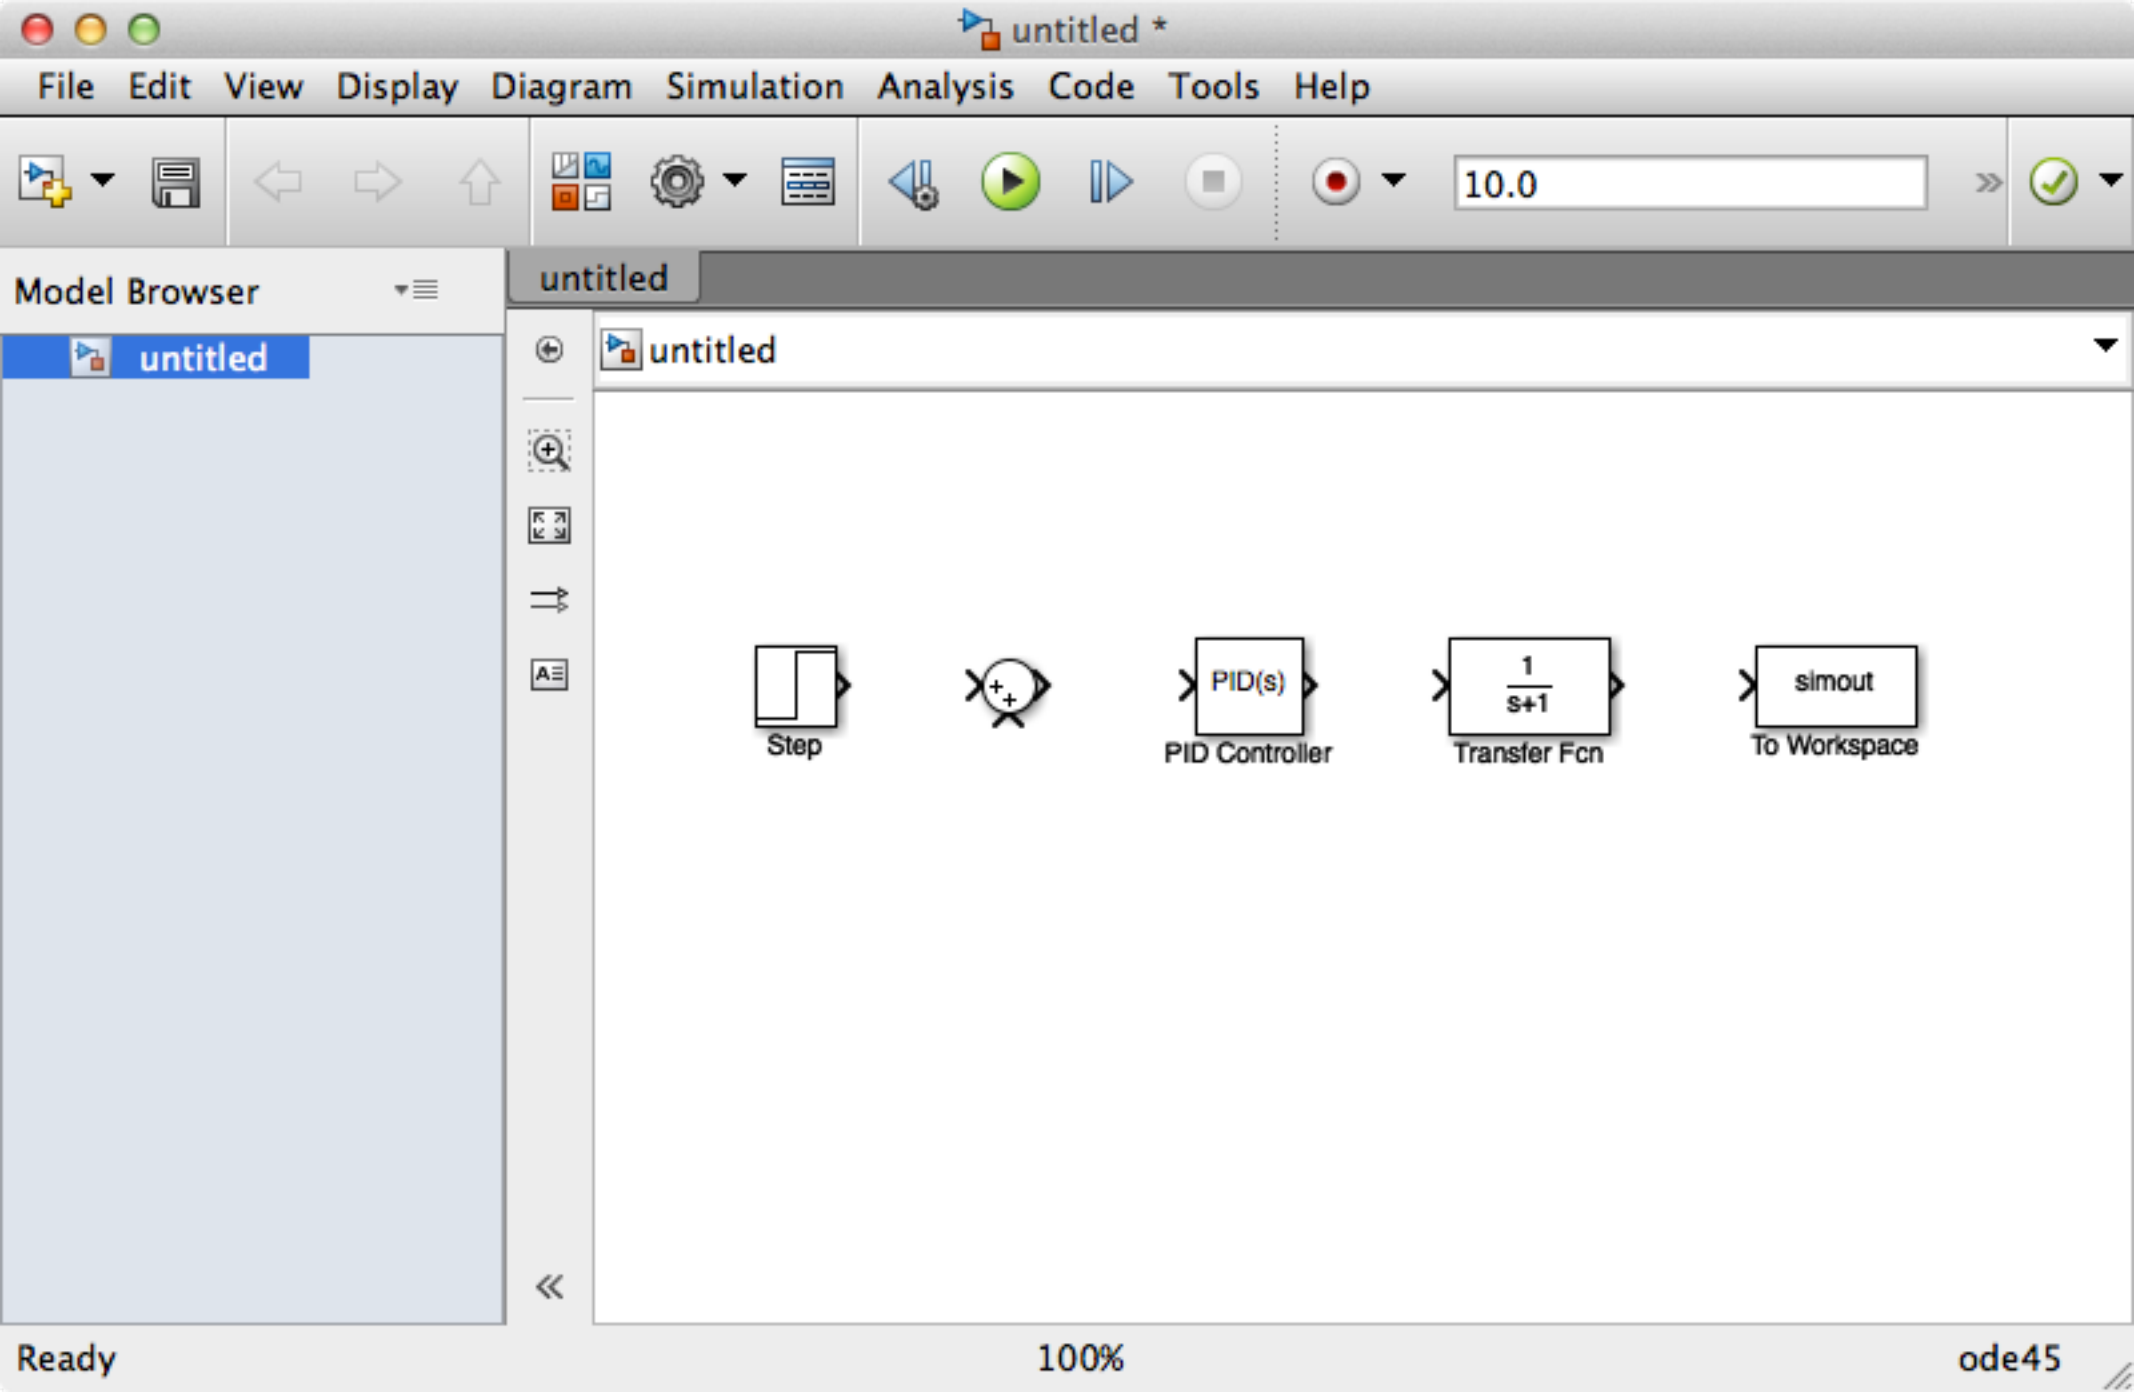 untitled *
File Edit View Display Diagram Simulation Analysis Code Tools Help
10.0
Model Browser
untitled
untitled
untitled
PID(s)
1
s+1
simout
Step
PID Controller
Transfer Fcn
To Workspace
Ready
100%
ode45